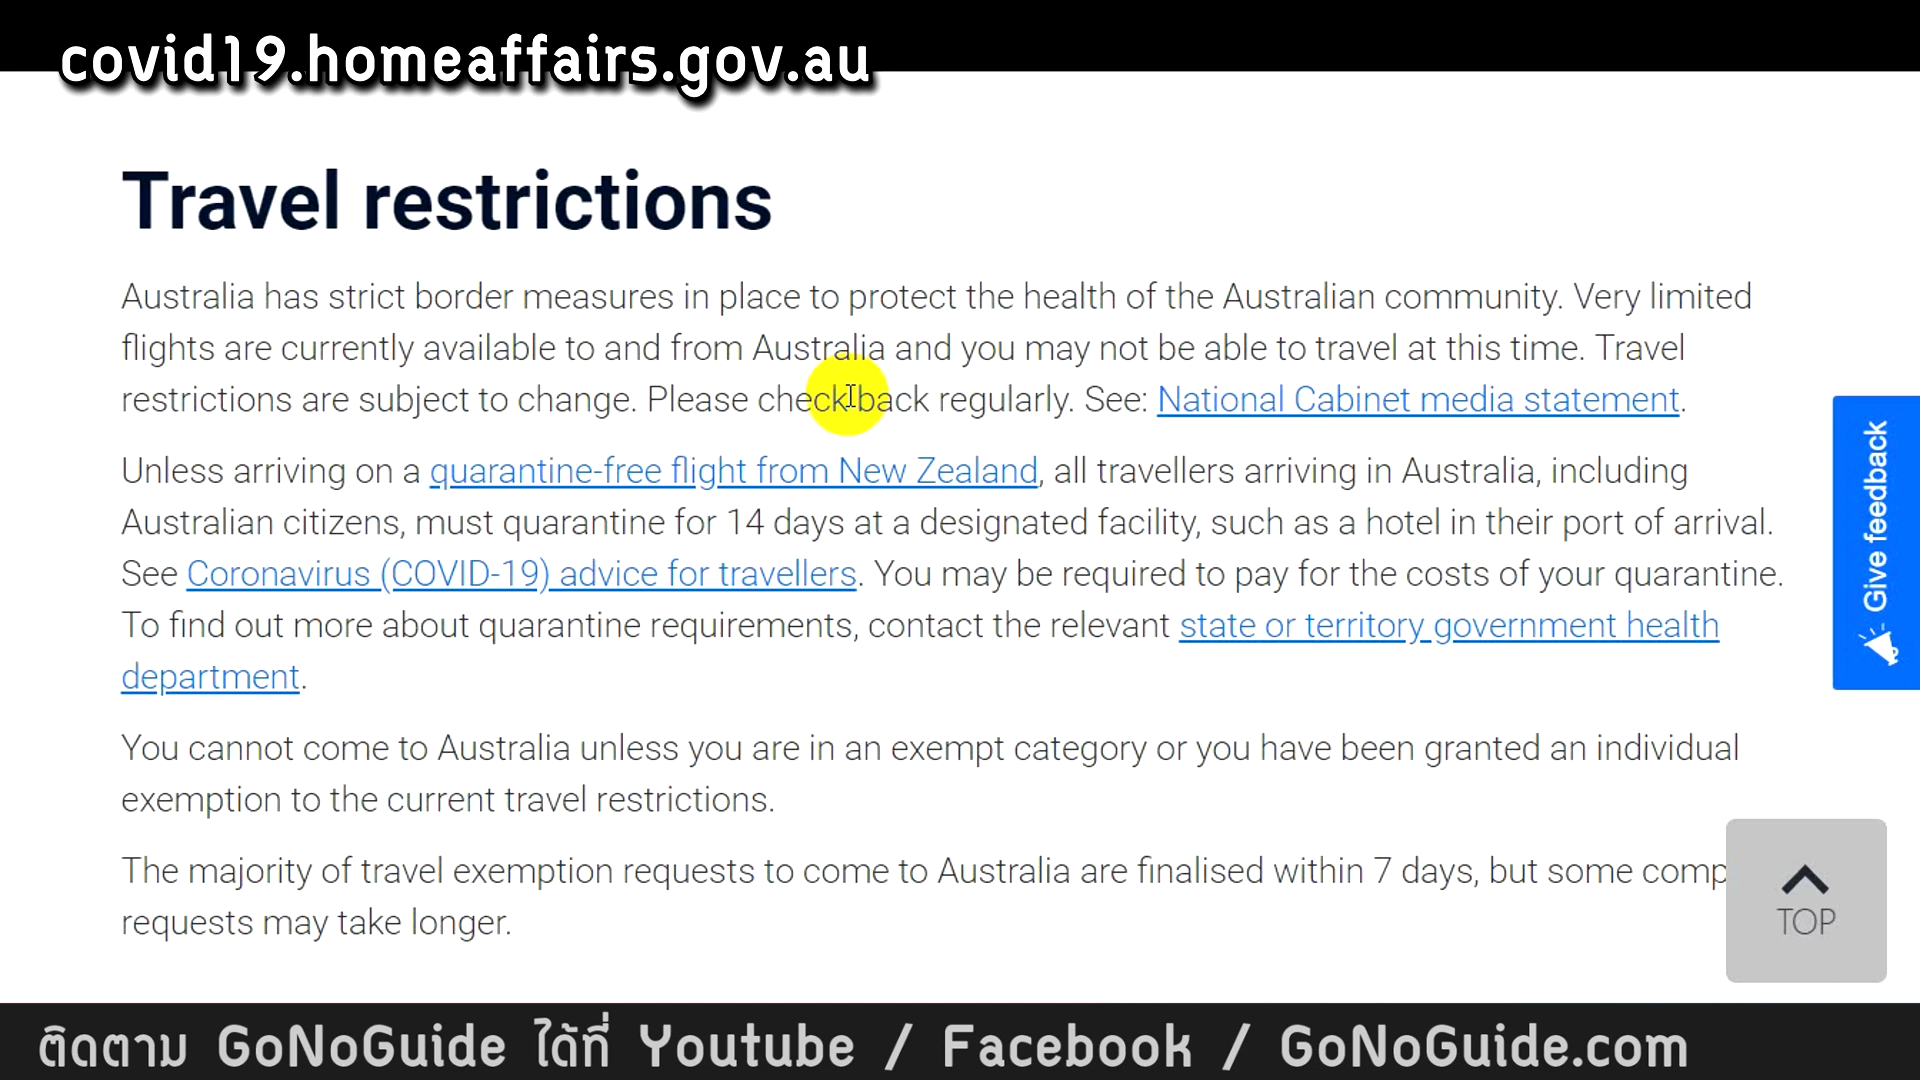 covid19.homeaffairs.gov.au
Travel restrictions
Australia has strict border measures in place to protect the health of the Australian community. Very limited
flights are currently available to and from Australia and you may not be able to travel at this time. Travel
restrictions are subject to change. Please check back regularly. See: National Cabinet media statement.
Unless arriving on a quarantine-free flight from New Zealand, all travellers arriving in Australia, including
Australian citizens, must quarantine for 14 days at a designated facility, such as a hotel in their port of arrival.
See Coronavirus (COVID-19) advice for travellers. You may be required to pay for the costs of your quarantine.
To find out more about quarantine requirements, contact the relevant state or territory government health
department.
Give feedback
You cannot come to Australia unless you are in an exempt category or you have been granted an individual
exemption to the current travel restrictions.
The majority of travel exemption requests to come to Australia are finalised within 7 days, but some comp
requests may take longer.
TOP
ติดตาม GoNoGuide ได้ที่ Youtube / Facebook / GoNoGuide.com